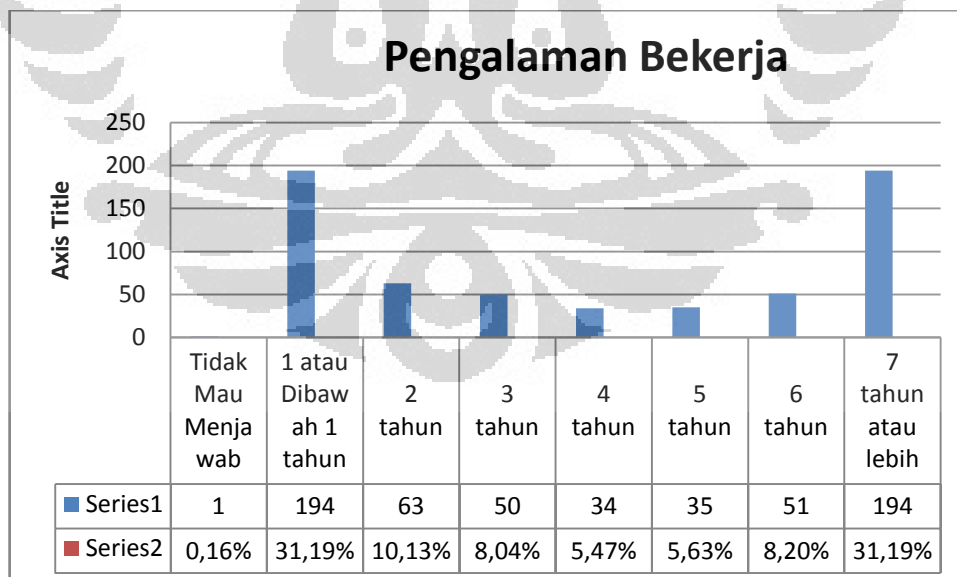 Pengalaman Bekerja
250
200
150
100
50
0
Axis Title
Tidak Mau Menja wab
1 atau Dibaw ah 1 tahun
2 tahun
3 tahun
4 tahun
5 tahun
6 tahun
7 tahun atau lebih
Series1 1 194 63 50 34 35 51 194
Series2 0,16% 31,19% 10,13% 8,04% 5,47% 5,63% 8,20% 31,19%